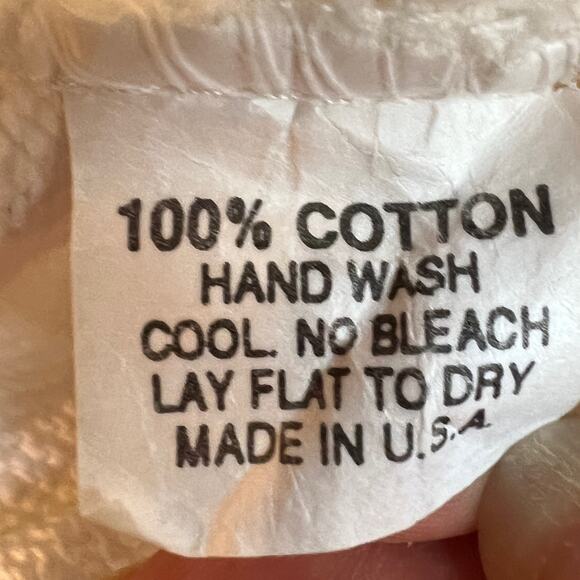 100% COTTON
HAND WASH
COOL. NO BLEACH
LAY FLAT TO DRY
MADE IN U.S.A.